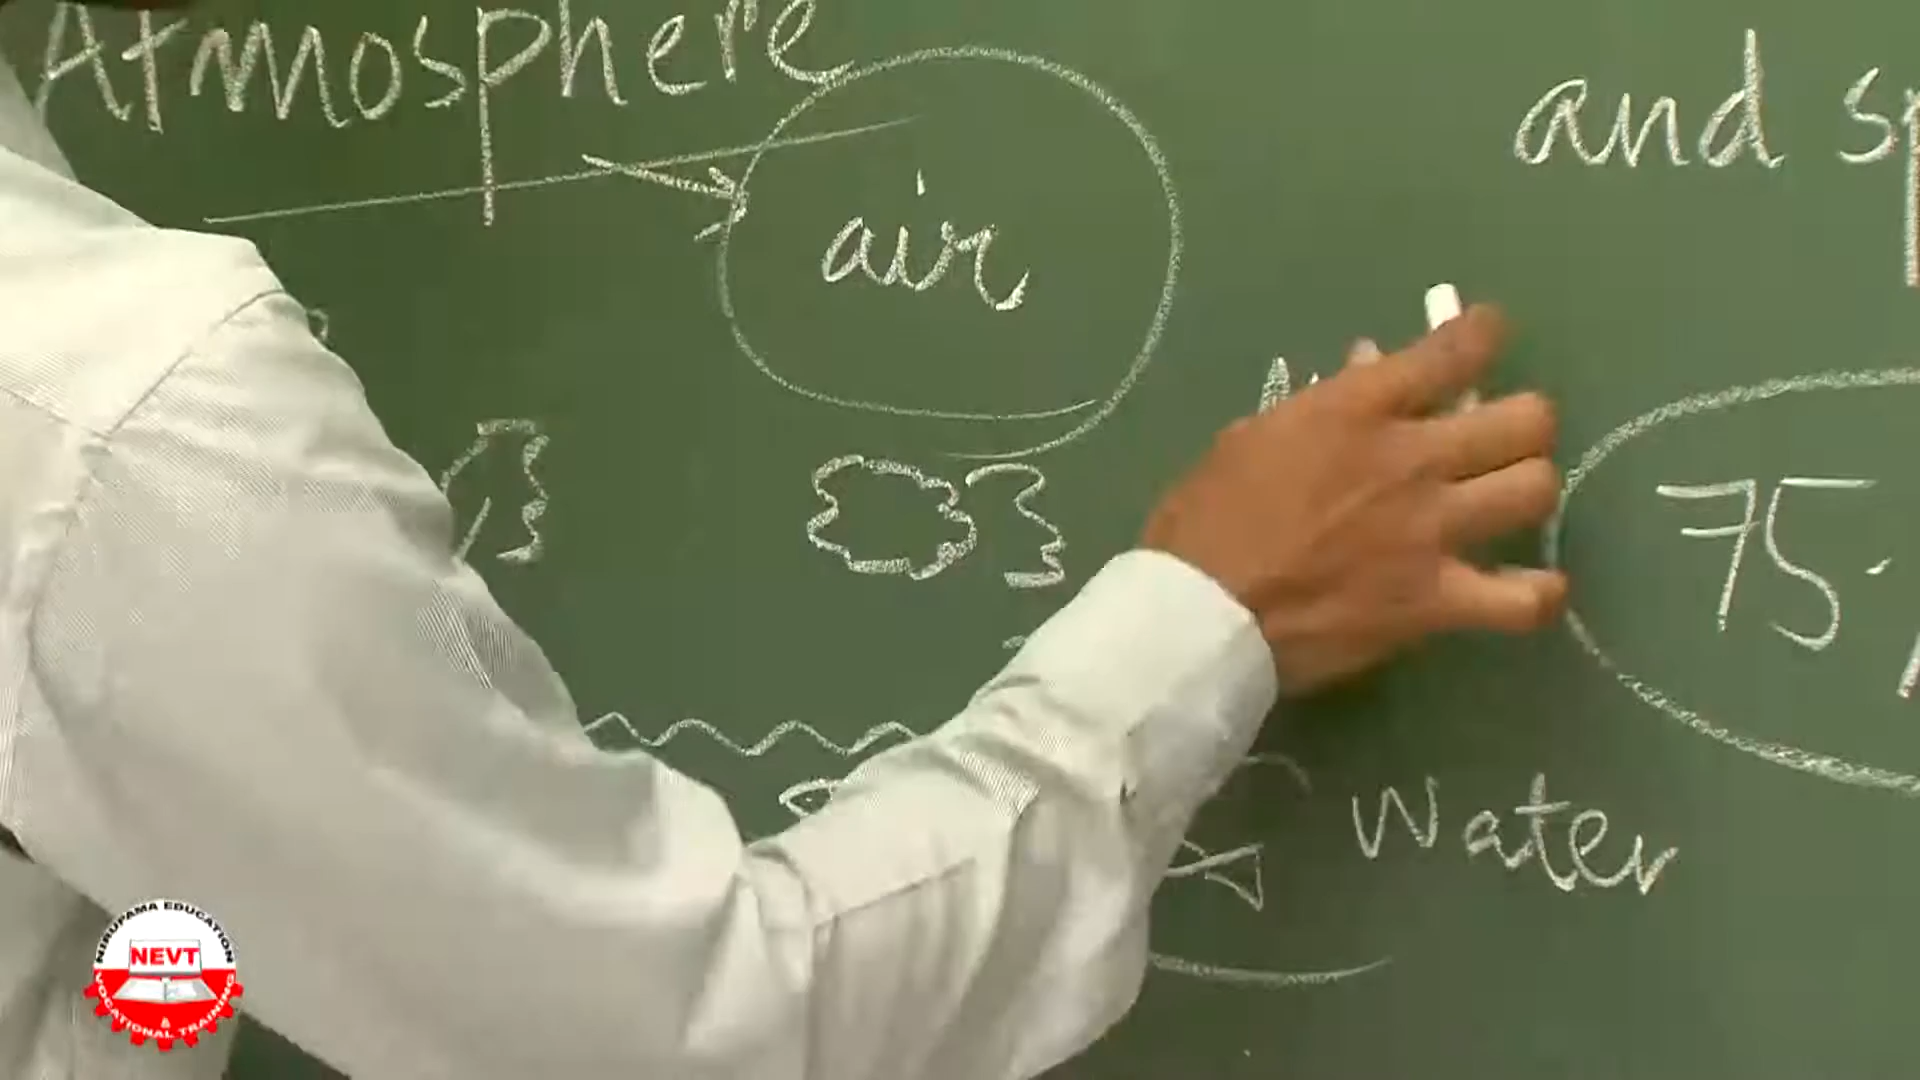 Atmosphere
and sp
air
75.
Water
NIRUPAMA EDUCATION
NEVT
&
VOCATIONAL TRAINING